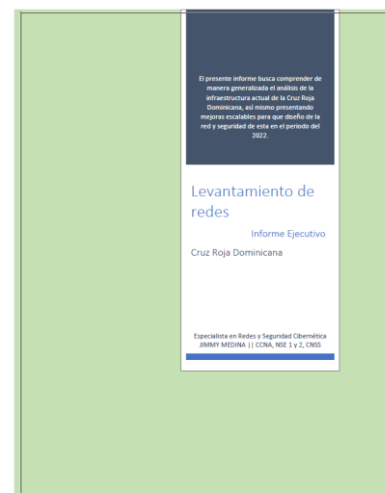 El presente informe busca comprender de
manera generalizada el análisis de la
infraestructura actual de la Cruz Roja
Dominicana, así mismo presentando
mejoras escalables para que diseño de la
red y seguridad de esta en el periodo del
2022.
Levantamiento de
redes
Informe Ejecutivo
Cruz Roja Dominicana
Especialista en Redes y Seguridad Cibernética
JIMMY MEDINA || CCNA, NSE 1 y 2, CNSS